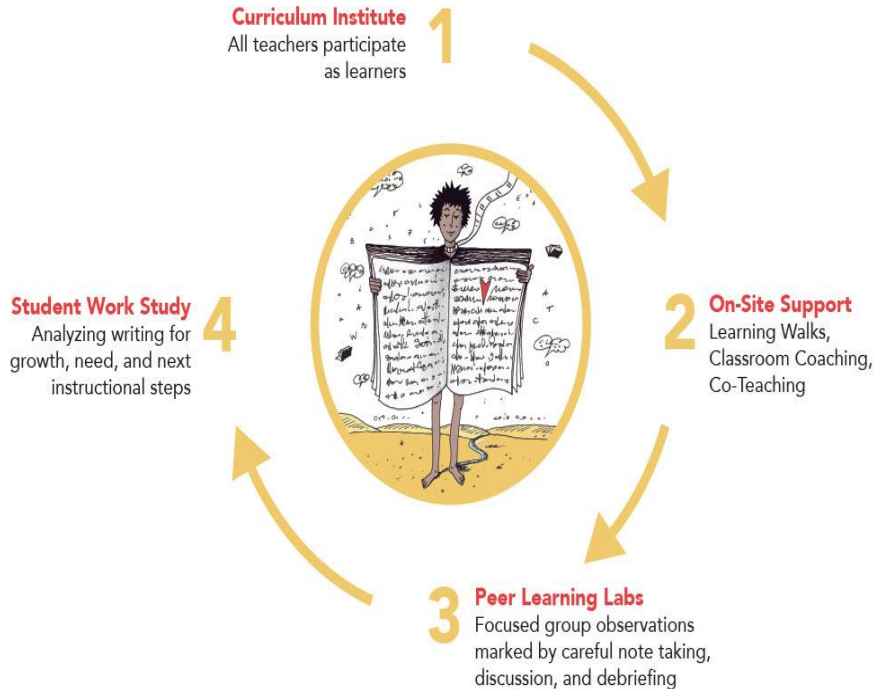 1
Curriculum Institute
All teachers participate
as learners
2
On-Site Support
Learning Walks,
Classroom Coaching,
Co-Teaching
3
Peer Learning Labs
Focused group observations
marked by careful note taking,
discussion, and debriefing
4
Student Work Study
Analyzing writing for
growth, need, and next
instructional steps